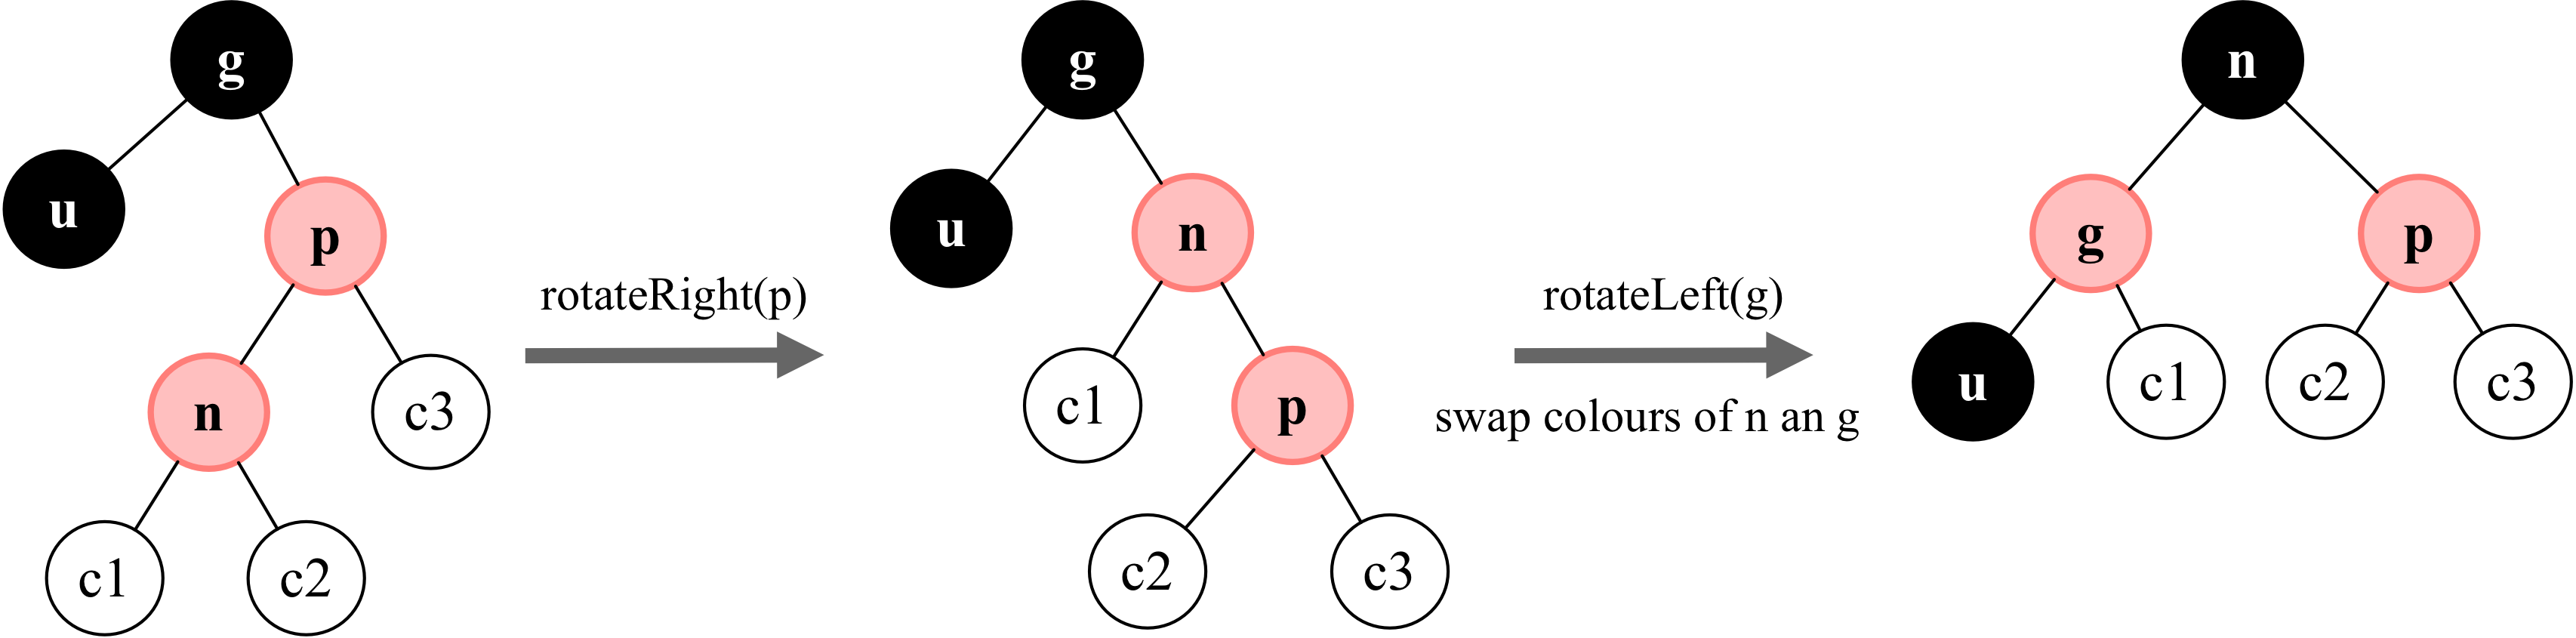 g
u
p
n
c3
c1
c2
rotateRight(p)
g
u
n
c1
p
c2
c3
rotateLeft(g)
swap colours of n an g
n
g
p
u
c1
c2
c3